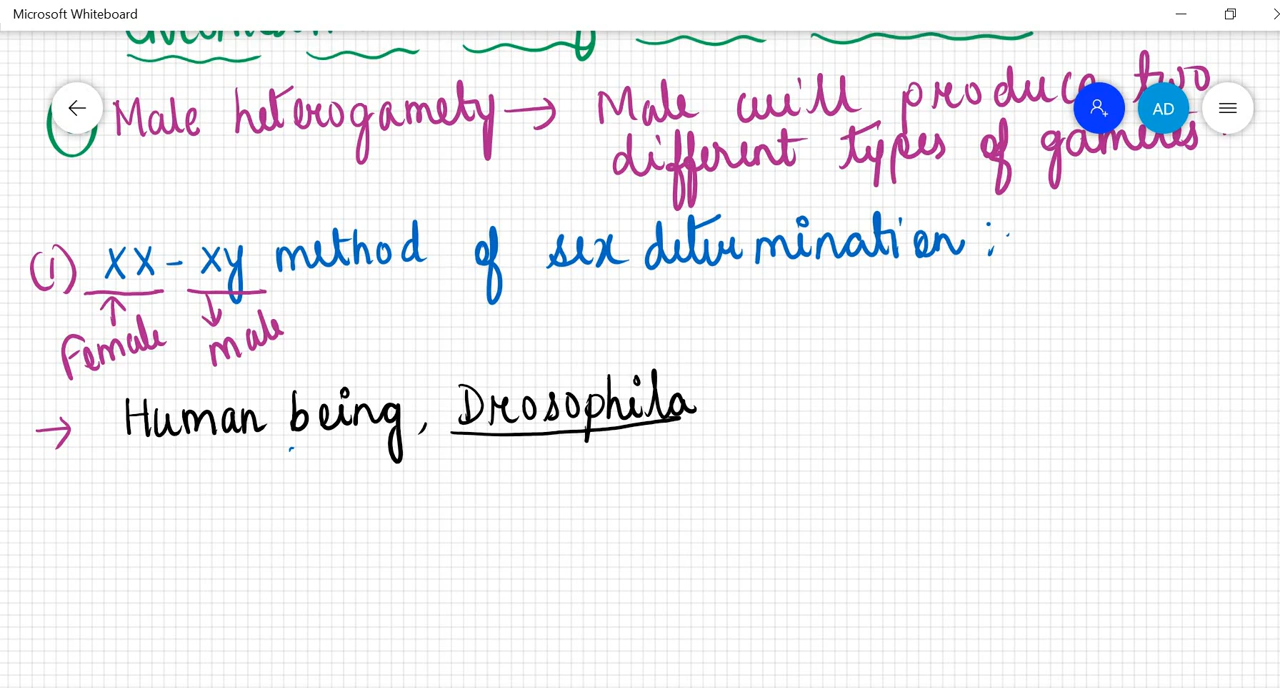 Microsoft Whiteboard
Male heterogamety → Male will produce two
different types of gametes
AD
(i) XX - xy method of sex determination :
Female male
→ Human being, Drosophila